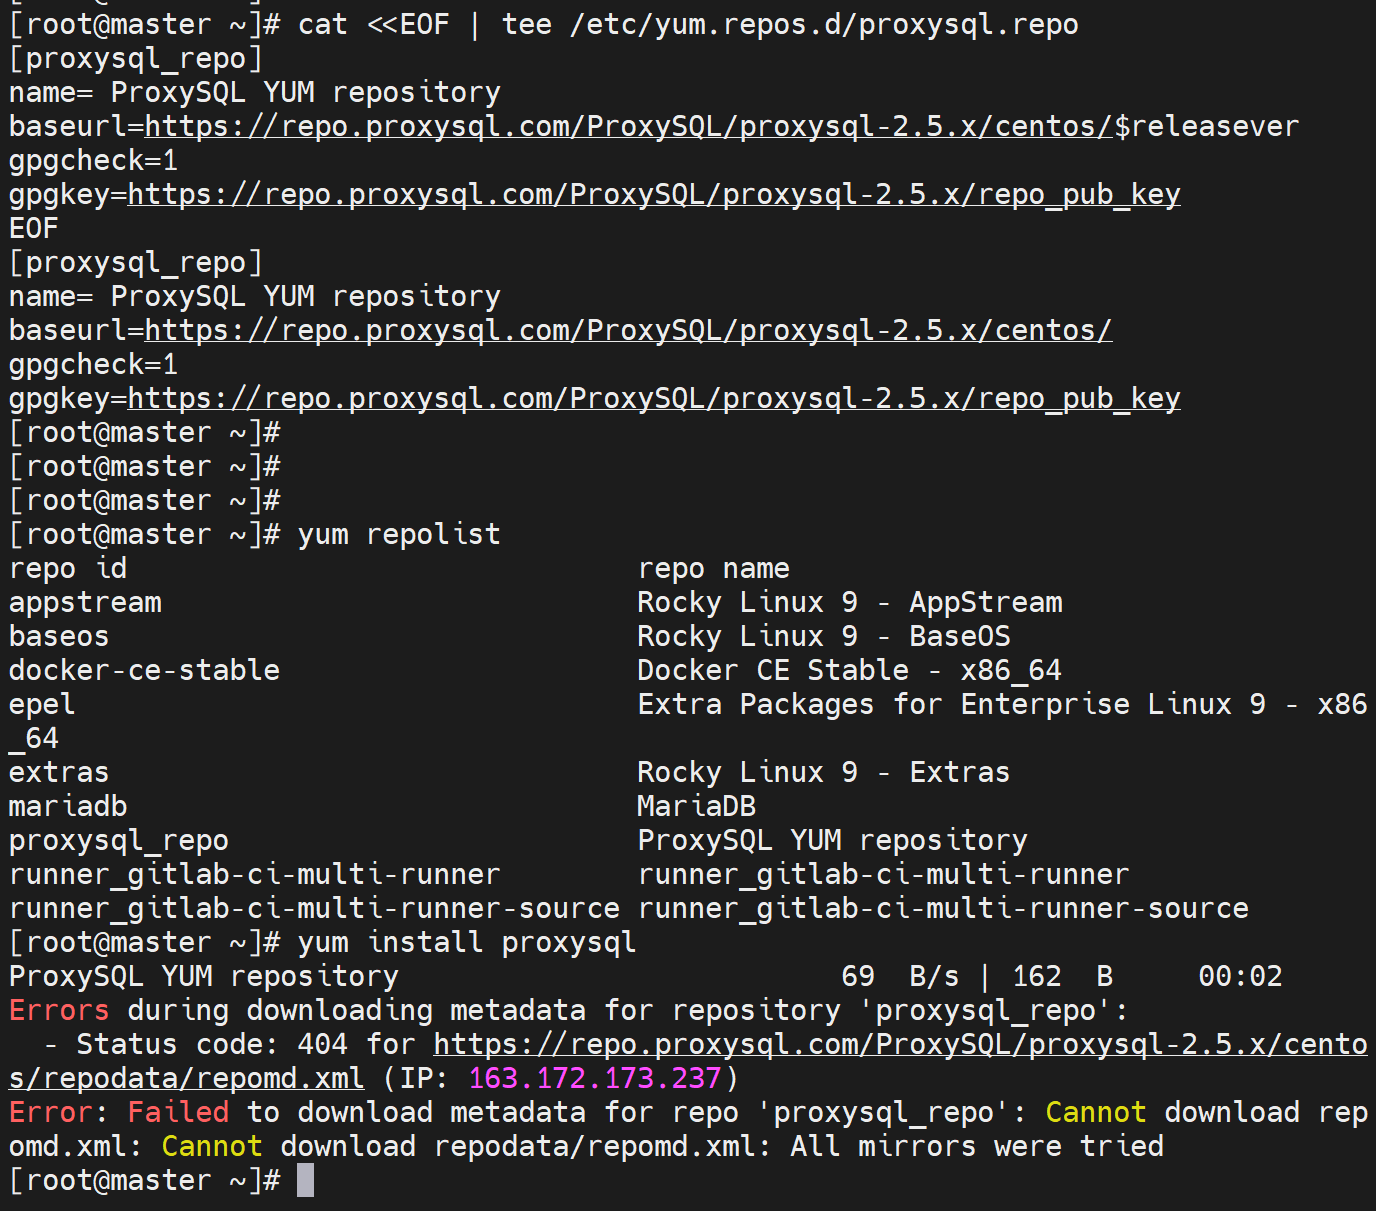 [root@master ~]# cat <<EOF | tee /etc/yum.repos.d/proxysql.repo
[proxysql_repo]
name= ProxySQL YUM repository
baseurl=https://repo.proxysql.com/ProxySQL/proxysql-2.5.x/centos/$releasever
gpgcheck=1
gpgkey=https://repo.proxysql.com/ProxySQL/proxysql-2.5.x/repo_pub_key
EOF
[proxysql_repo]
name= ProxySQL YUM repository
baseurl=https://repo.proxysql.com/ProxySQL/proxysql-2.5.x/centos/
gpgcheck=1
gpgkey=https://repo.proxysql.com/ProxySQL/proxysql-2.5.x/repo_pub_key
[root@master ~]#
[root@master ~]#
[root@master ~]#
[root@master ~]# yum repolist
repo id                              repo name
appstream                            Rocky Linux 9 - AppStream
baseos                               Rocky Linux 9 - BaseOS
docker-ce-stable                     Docker CE Stable - x86_64
epel                                 Extra Packages for Enterprise Linux 9 - x86
_64
extras                               Rocky Linux 9 - Extras
mariadb                              MariaDB
proxysql_repo                        ProxySQL YUM repository
runner_gitlab-ci-multi-runner        runner_gitlab-ci-multi-runner
runner_gitlab-ci-multi-runner-source runner_gitlab-ci-multi-runner-source
[root@master ~]# yum install proxysql
ProxySQL YUM repository                          69  B/s | 162  B     00:02
Errors during downloading metadata for repository 'proxysql_repo':
  - Status code: 404 for https://repo.proxysql.com/ProxySQL/proxysql-2.5.x/cento
s/repodata/repomd.xml (IP: 163.172.173.237)
Error: Failed to download metadata for repo 'proxysql_repo': Cannot download rep
omd.xml: Cannot download repodata/repomd.xml: All mirrors were tried
[root@master ~]#